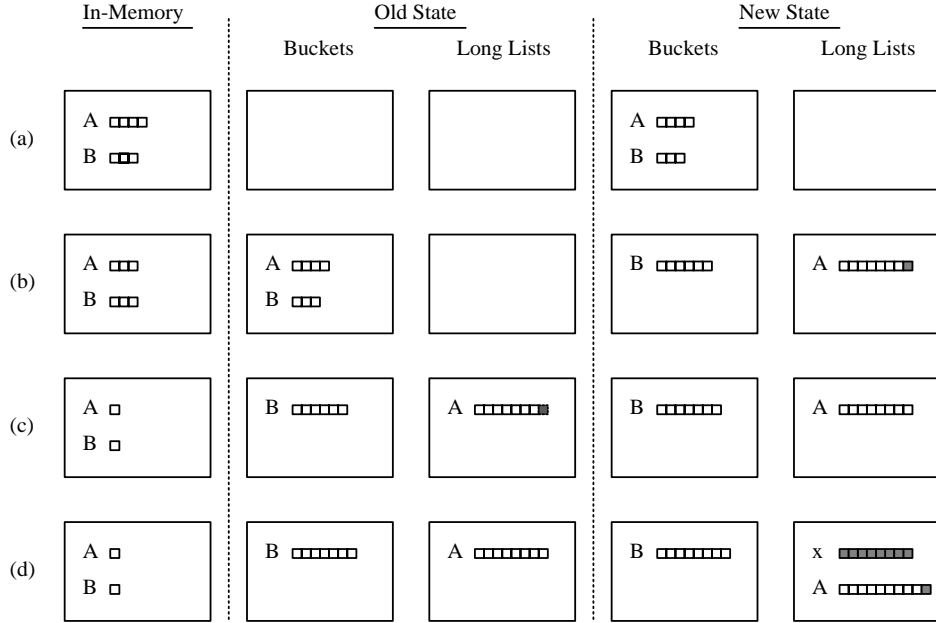 In-Memory Old State New State
Buckets Long Lists Buckets Long Lists
(a)
A A
B B
(b)
A A B A
B B
(c)
A B A B A
B
(d)
A B A B x
B A